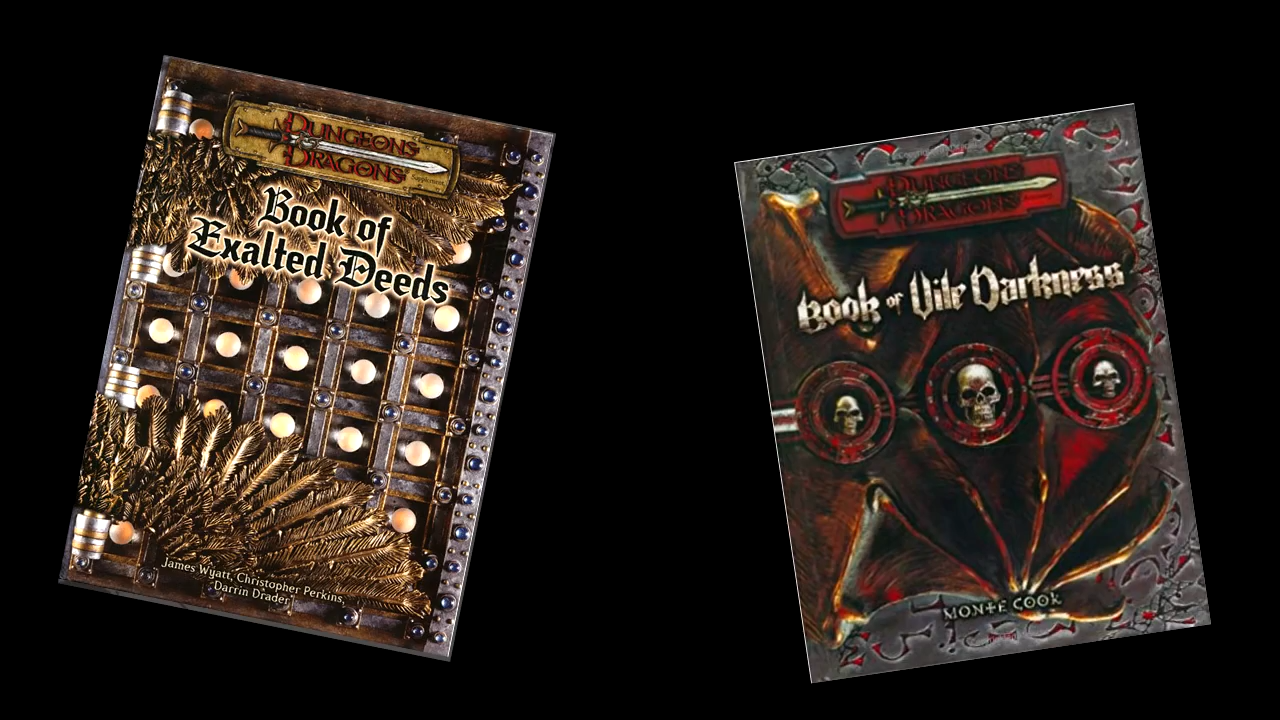 DUNGEONS
DRAGONS
Supplement
Book of
Exalted Deeds
James Wyatt, Christopher Perkins,
Darrin Drader
DUNGEONS
DRAGONS
Book of Vile Darkness
MONTE COOK